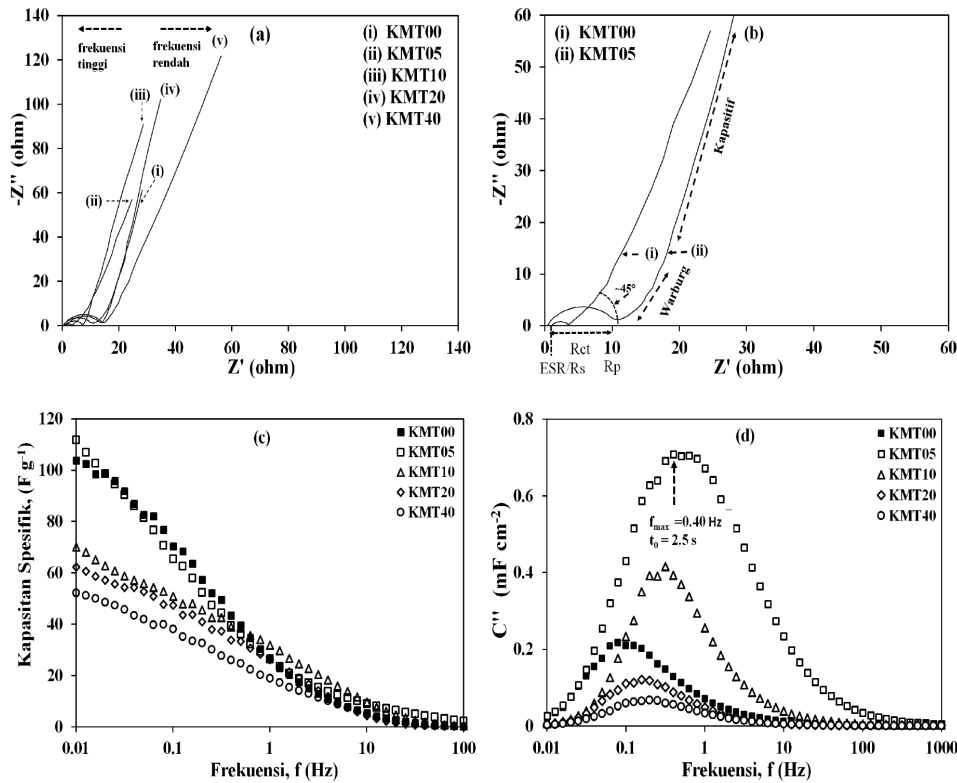 (a)
-Z'' (ohm)
140
120
100
80
60
40
20
0
frekuensi tinggi
frekuensi rendah
(i) KMT00
(ii) KMT05
(iii) KMT10
(iv) KMT20
(v) KMT40
(v)
(iii)
(iv)
(i)
(ii)
0 20 40 60 80 100 120 140
Z' (ohm)
(b)
-Z'' (ohm)
60
50
40
30
20
10
0
(i) KMT00
(ii) KMT05
Kapasitif
(i)
(ii)
~45°
Warburg
0 10 20 30 40 50 60
Rct
ESR/Rs
Rp
Z' (ohm)
(c)
Kapasitan Spesifik, (F g⁻¹)
120
100
80
60
40
20
0
KMT00
KMT05
KMT10
KMT20
KMT40
0.01 0.1 1 10 100
Frekuensi, f (Hz)
(d)
C'' (mF cm⁻²)
0.8
0.6
0.4
0.2
0
KMT00
KMT05
KMT10
KMT20
KMT40
fmax =0.40 Hz
t0 = 2.5 s
0.01 0.1 1 10 100 1000
Frekuensi, f (Hz)